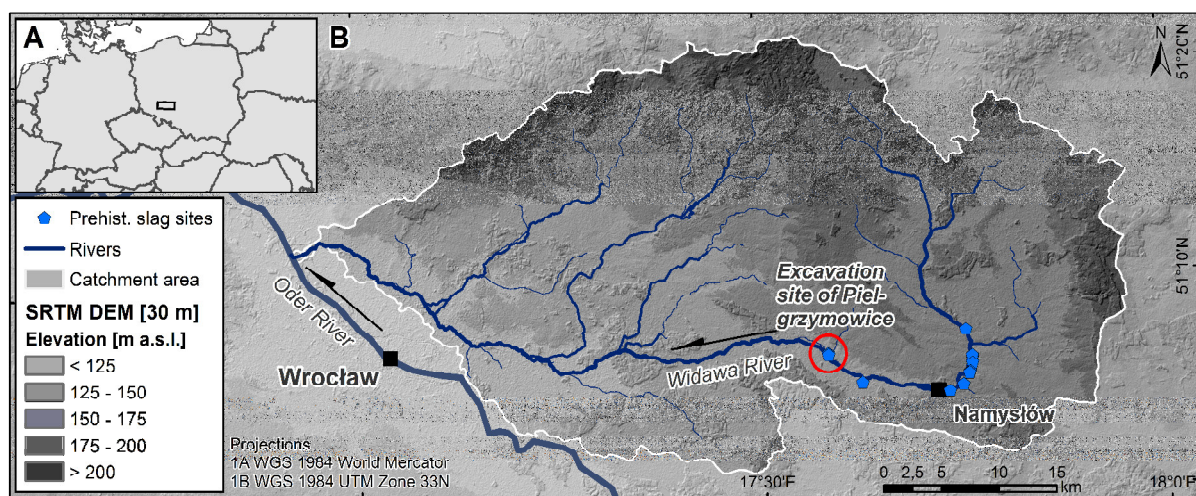 A
B
N
51°2C'N
51°10'N
Prehist. slag sites
Rivers
Catchment area
SRTM DEM [30 m]
Elevation [m a.s.l.]
< 125
125 - 150
150 - 175
175 - 200
> 200
Oder River
Wrocław
Excavation
site of Piel-
grzymowice
Widawa River
Namysłów
Projections
1A WGS 1984 World Mercator
1B WGS 1984 UTM Zone 33N
0 2,5 5 10 15
km
17°30'E
18°0'E